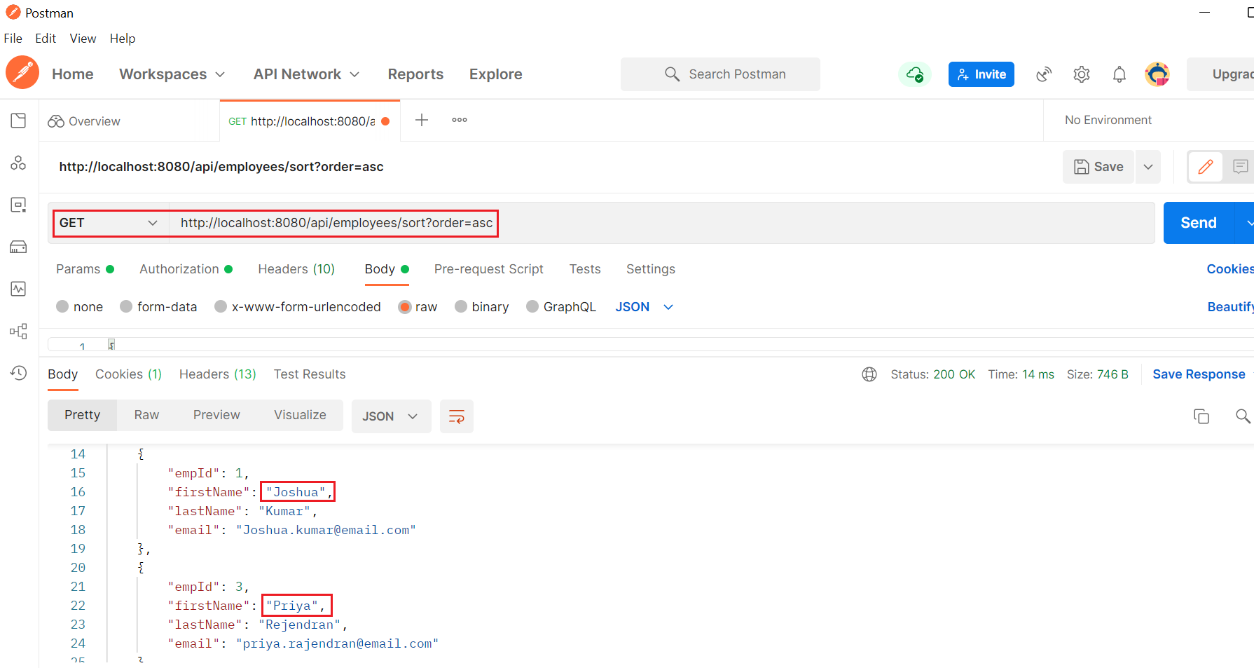 Postman
File Edit View Help
Home Workspaces API Network Reports Explore Search Postman Invite Upgrad
Overview GET http://localhost:8080/a No Environment
http://localhost:8080/api/employees/sort?order=asc Save
GET http://localhost:8080/api/employees/sort?order=asc Send
Params Authorization Headers (10) Body Pre-request Script Tests Settings Cookies
none form-data x-www-form-urlencoded raw binary GraphQL JSON Beautify
1 {
Body Cookies (1) Headers (13) Test Results Status: 200 OK Time: 14 ms Size: 746 B Save Response
Pretty Raw Preview Visualize JSON
14 {
15 "empId": 1,
16 "firstName": "Joshua",
17 "lastName": "Kumar",
18 "email": "Joshua.kumar@email.com"
19 },
20 {
21 "empId": 3,
22 "firstName": "Priya",
23 "lastName": "Rejendran",
24 "email": "priya.rajendran@email.com"
25 }